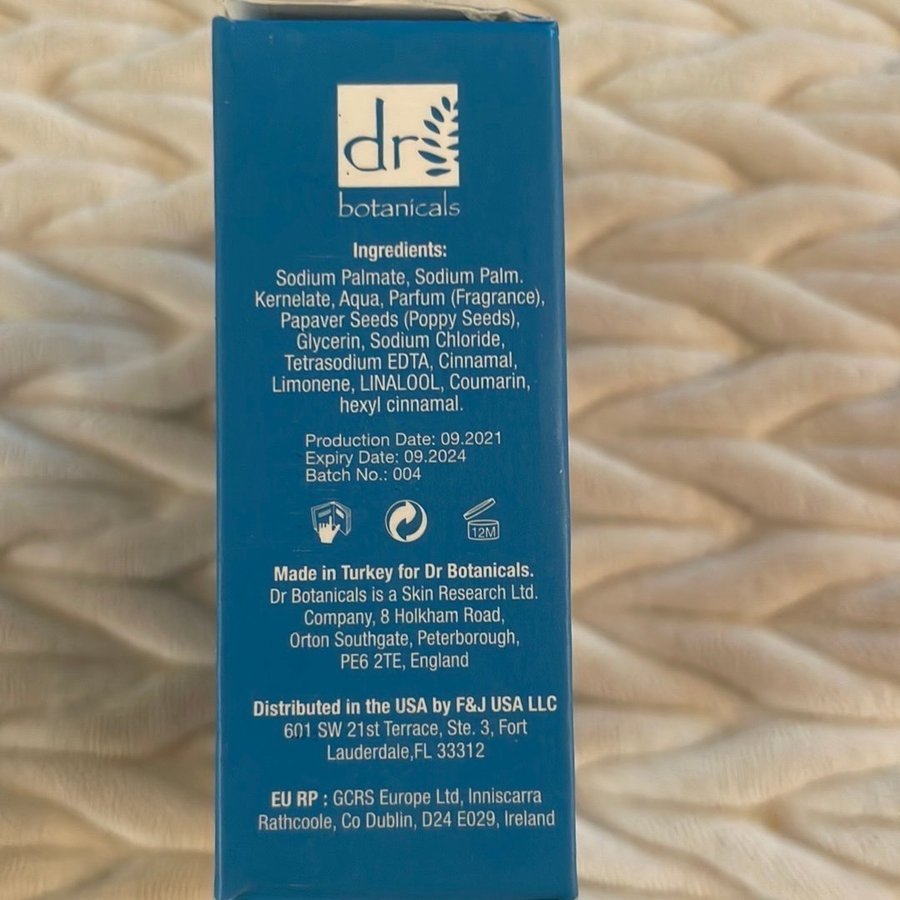 dr
botanicals
Ingredients:
Sodium Palmate, Sodium Palm.
Kernelate, Aqua, Parfum (Fragrance),
Papaver Seeds (Poppy Seeds),
Glycerin, Sodium Chloride,
Tetrasodium EDTA, Cinnamal,
Limonene, LINALOOL, Coumarin,
hexyl cinnamal.
Production Date: 09.2021
Expiry Date: 09.2024
Batch No.: 004
12M
Made in Turkey for Dr Botanicals.
Dr Botanicals is a Skin Research Ltd.
Company, 8 Holkham Road,
Orton Southgate, Peterborough,
PE6 2TE, England
Distributed in the USA by F&J USA LLC
601 SW 21st Terrace, Ste. 3, Fort
Lauderdale,FL 33312
EU RP : GCRS Europe Ltd, Inniscarra
Rathcoole, Co Dublin, D24 E029, Ireland